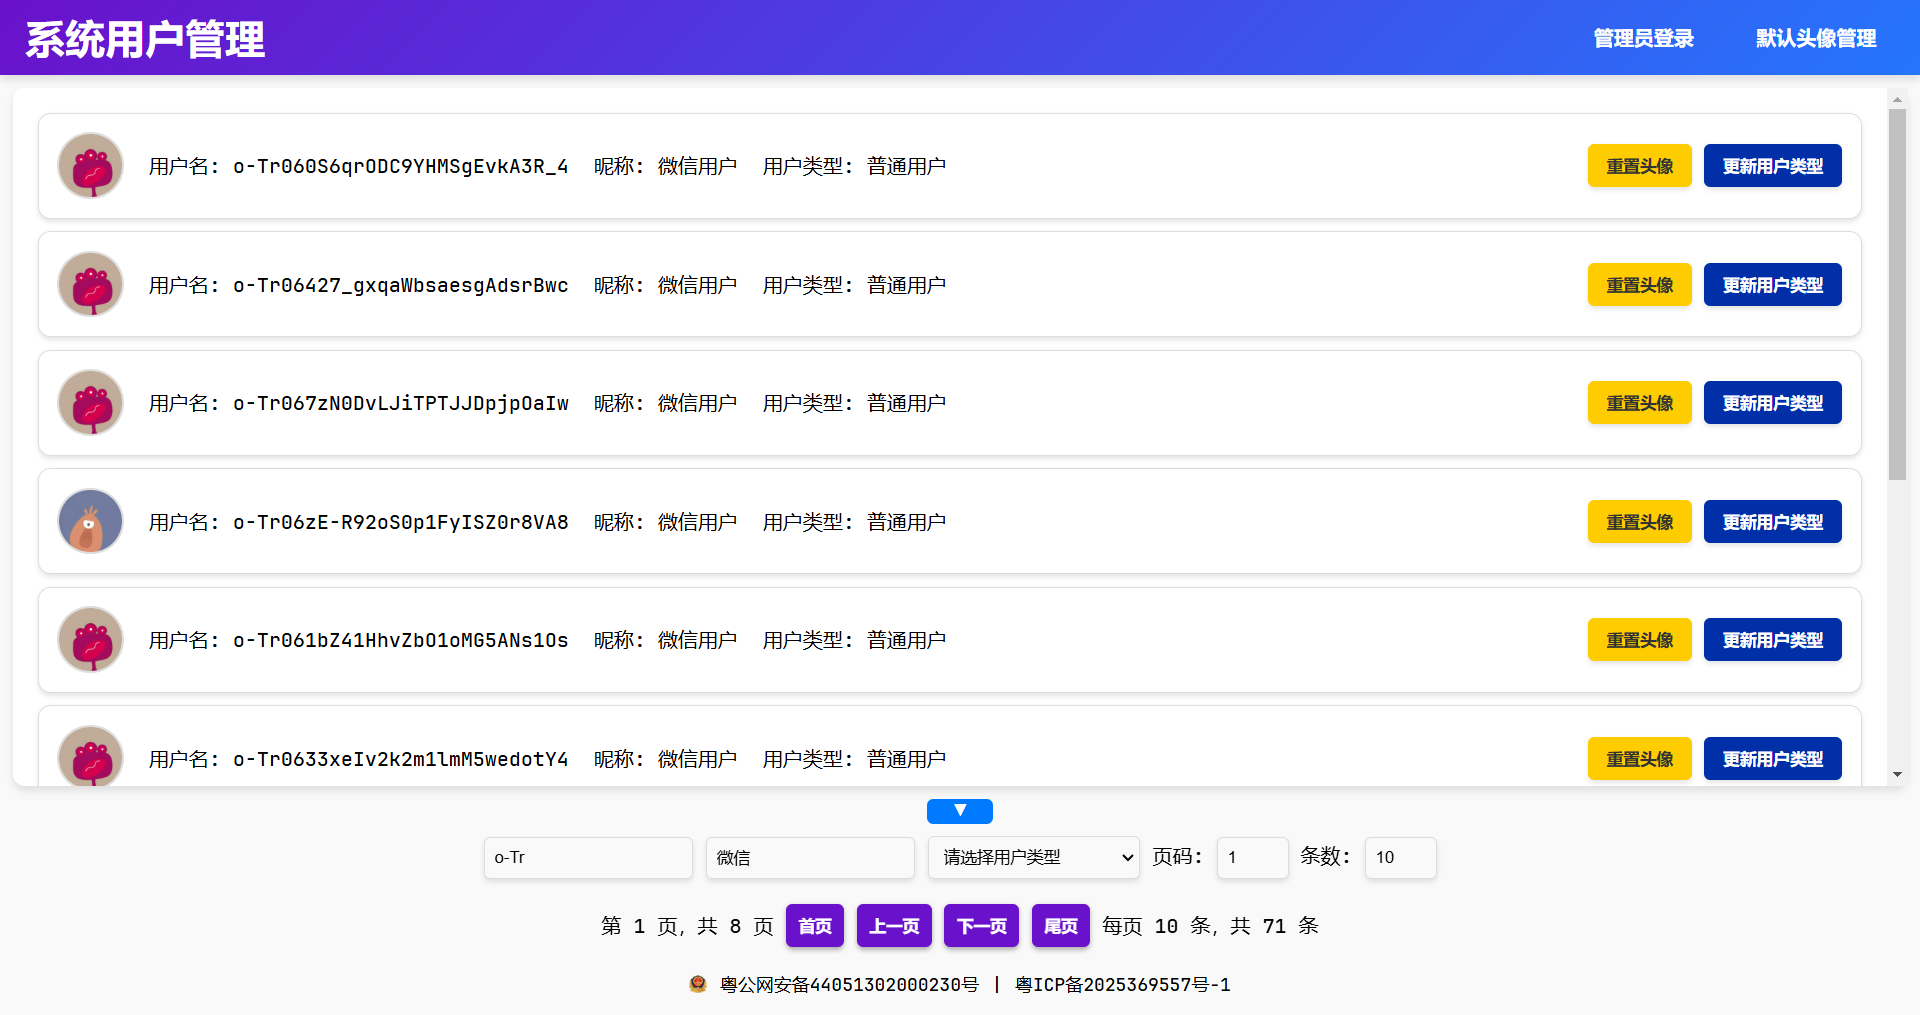 系统用户管理 管理员登录 默认头像管理
用户名: o-Tr060S6qrODC9YHMSgEvkA3R_4 昵称: 微信用户 用户类型: 普通用户 重置头像 更新用户类型
用户名: o-Tr06427_gxqaWbsaesgAdsrBwc 昵称: 微信用户 用户类型: 普通用户 重置头像 更新用户类型
用户名: o-Tr067zN0DvLJiTPTJJDpjpOaIw 昵称: 微信用户 用户类型: 普通用户 重置头像 更新用户类型
用户名: o-Tr06zE-R92oS0p1FyISZ0r8VA8 昵称: 微信用户 用户类型: 普通用户 重置头像 更新用户类型
用户名: o-Tr061bZ41HhvZbO1oMG5ANs1Os 昵称: 微信用户 用户类型: 普通用户 重置头像 更新用户类型
用户名: o-Tr0633xeIv2k2m1lmM5wedotY4 昵称: 微信用户 用户类型: 普通用户 重置头像 更新用户类型
▼
o-Tr 微信 请选择用户类型 页码: 1 条数: 10
第 1 页, 共 8 页 首页 上一页 下一页 尾页 每页 10 条, 共 71 条
粤公网安备44051302000230号 | 粤ICP备2025369557号-1